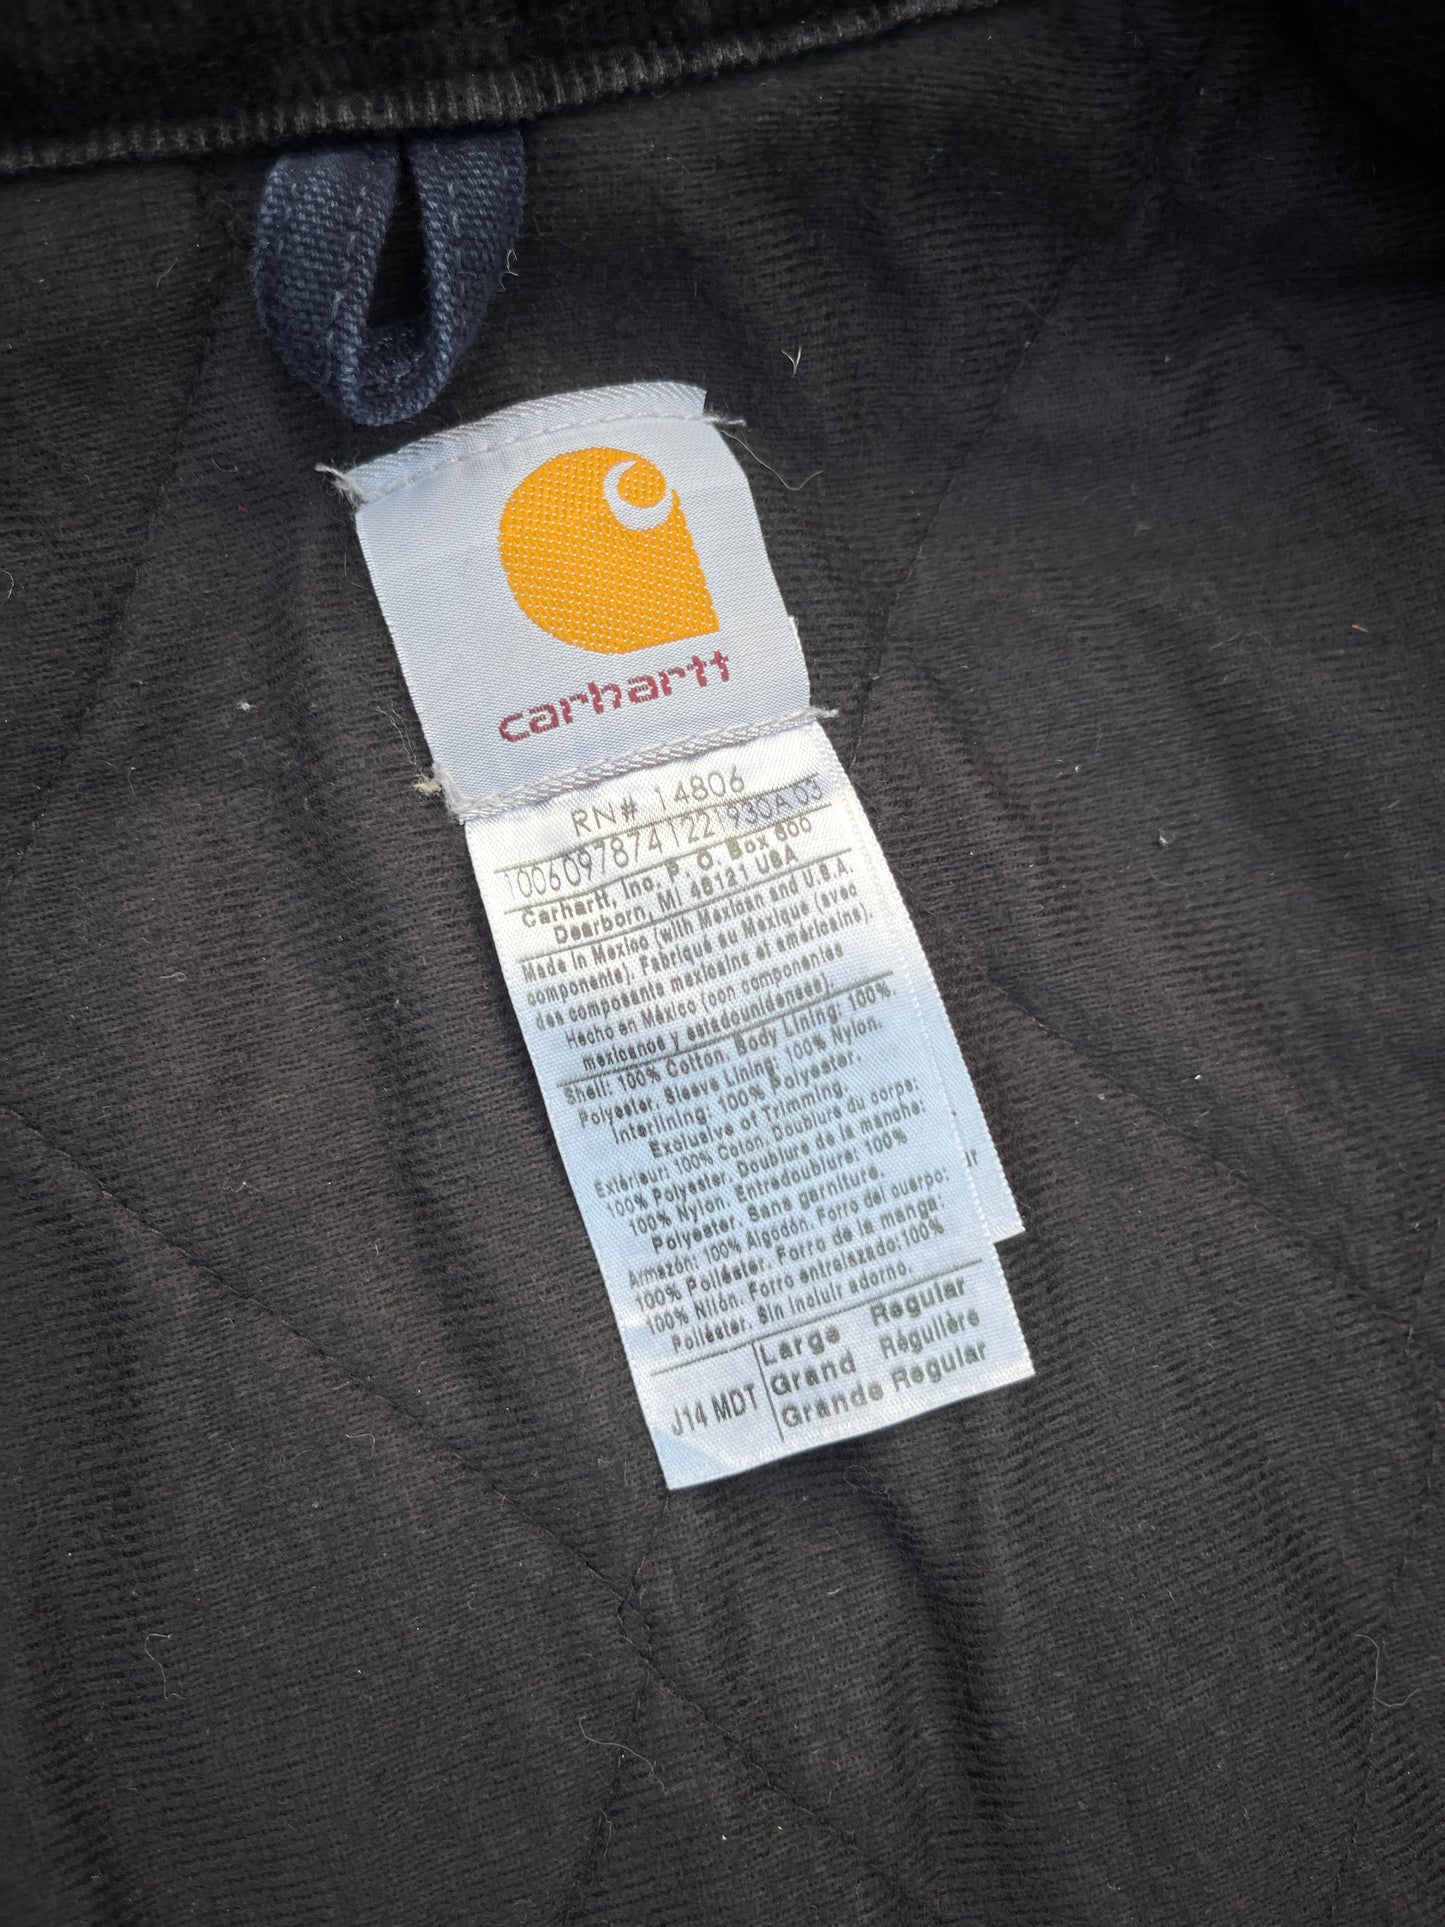 carhartt
RN# 14806
10060978741221930A 03
Carhartt, Inc. P. O. Box 600
Dearborn, MI 48121 USA
Made in Mexico (with Mexican and U.S.A.
components). Fabriqué au Mexique (avec
des composants mexicains et américains).
Hecho en México (con componentes
mexicanos y estadounidenses).
Shell: 100% Cotton. Body Lining: 100%
Polyester. Sleeve Lining: 100% Nylon.
Interlining: 100% Polyester.
Exclusive of Trimming.
Extérieur: 100% Coton. Doublure du corps:
100% Polyester. Doublure de la manche:
100% Nylon. Entredoublure: 100%
Polyester. Sans garniture.
Armazón: 100% Algodón. Forro del cuerpo:
100% Poliéster. Forro de la manga:
100% Nilón. Forro entrelazado:100%
Poliéster. Sin incluir adorno.
J14 MDT
Large Regular
Grand Régulière
Grande Regular